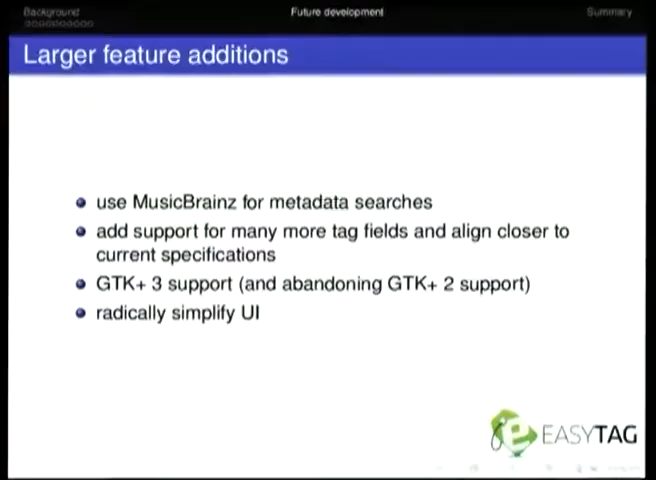 Background
Future development
Summary
Larger feature additions
use MusicBrainz for metadata searches
add support for many more tag fields and align closer to
current specifications
GTK+ 3 support (and abandoning GTK+ 2 support)
radically simplify UI
EASYTAG